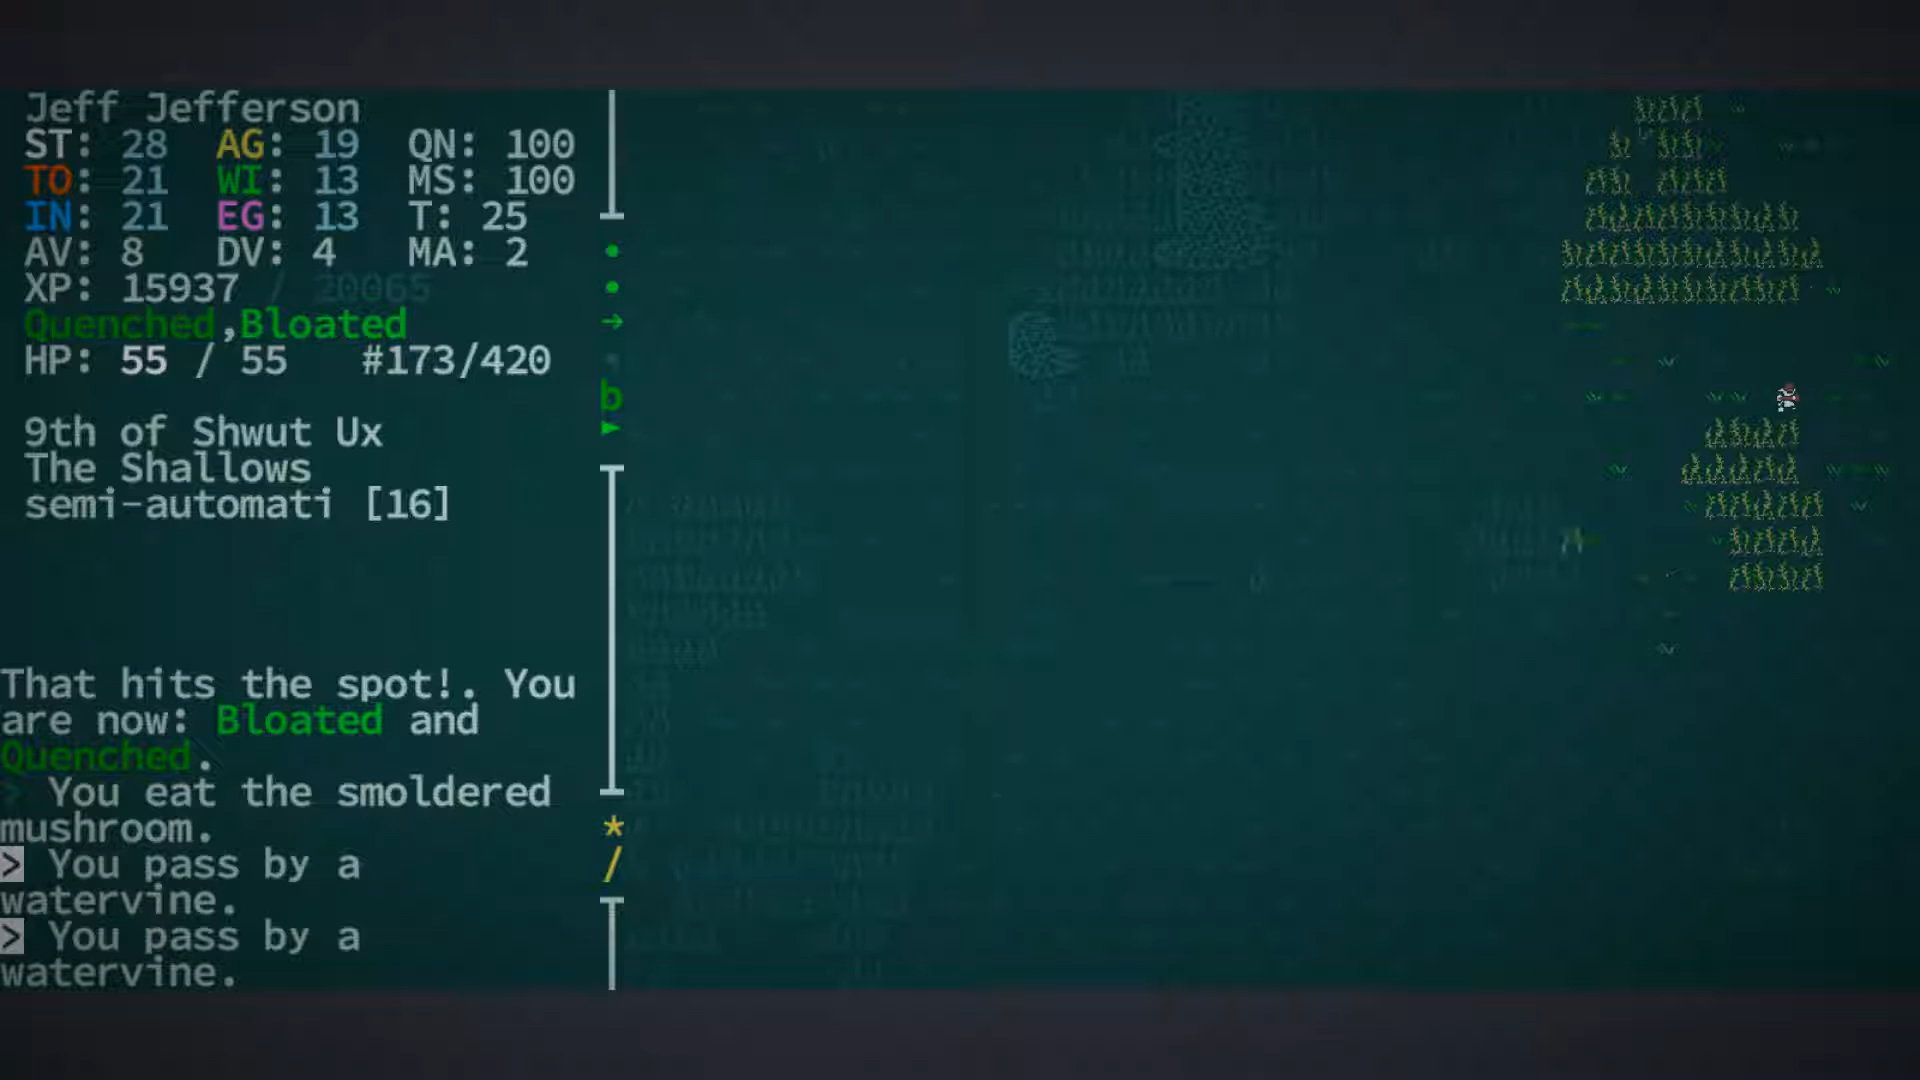 Jeff Jefferson
ST: 28 AG: 19 QN: 100
TO: 21 WI: 13 MS: 100
IN: 21 EG: 13 T: 25
AV: 8 DV: 4 MA: 2
XP: 15937 / 20065
Quenched,Bloated
HP: 55 / 55 #173/420
9th of Shwut Ux
The Shallows
semi-automati [16]
That hits the spot!. You
are now: Bloated and
Quenched.
> You eat the smoldered
mushroom.
> You pass by a
watervine.
> You pass by a
watervine.
b
*
/